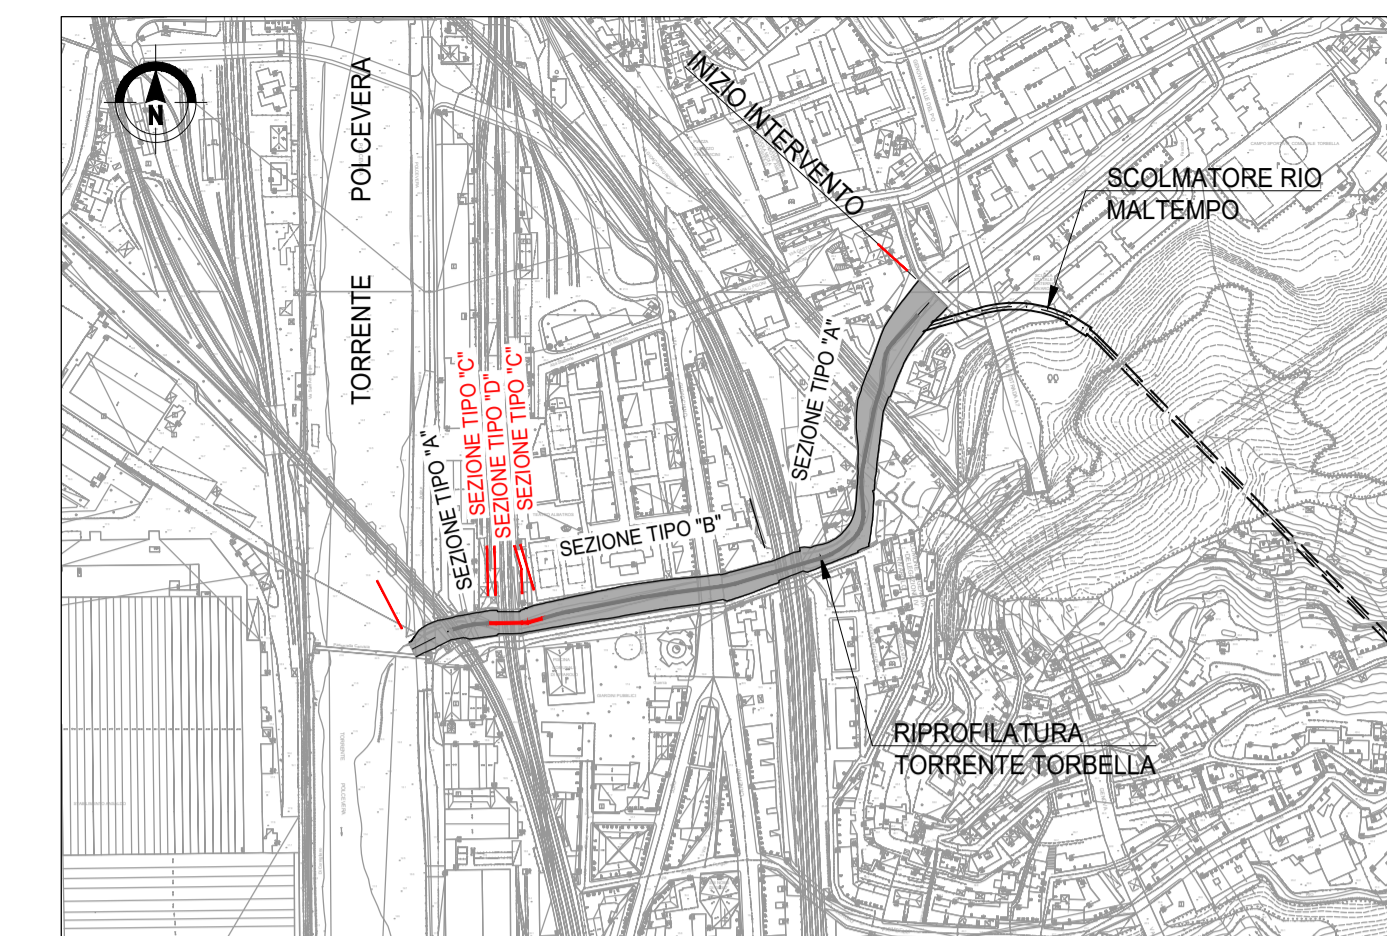 N
TORRENTE POLCEVERA
INIZIO INTERVENTO
SCOLMATORE RIO
MALTEMPO
SEZIONE TIPO "A"
SEZIONE TIPO "C"
SEZIONE TIPO "D"
SEZIONE TIPO "C"
SEZIONE TIPO "B"
SEZIONE TIPO "A"
RIPROFILATURA
TORRENTE TORBELLA